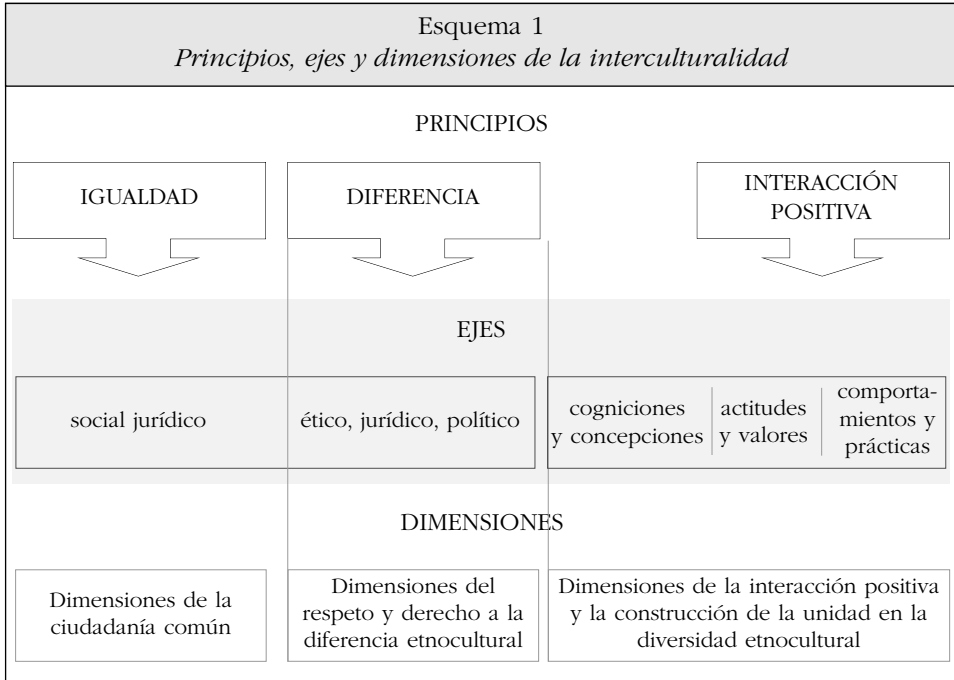 Esquema 1
Principios, ejes y dimensiones de la interculturalidad
PRINCIPIOS
IGUALDAD
DIFERENCIA
INTERACCIÓN
POSITIVA
EJES
social jurídico
ético, jurídico, político
cogniciones
y concepciones
actitudes
y valores
comporta-
mientos y
prácticas
DIMENSIONES
Dimensiones de la
ciudadanía común
Dimensiones del
respeto y derecho a la
diferencia etnocultural
Dimensiones de la interacción positiva
y la construcción de la unidad en la
diversidad etnocultural